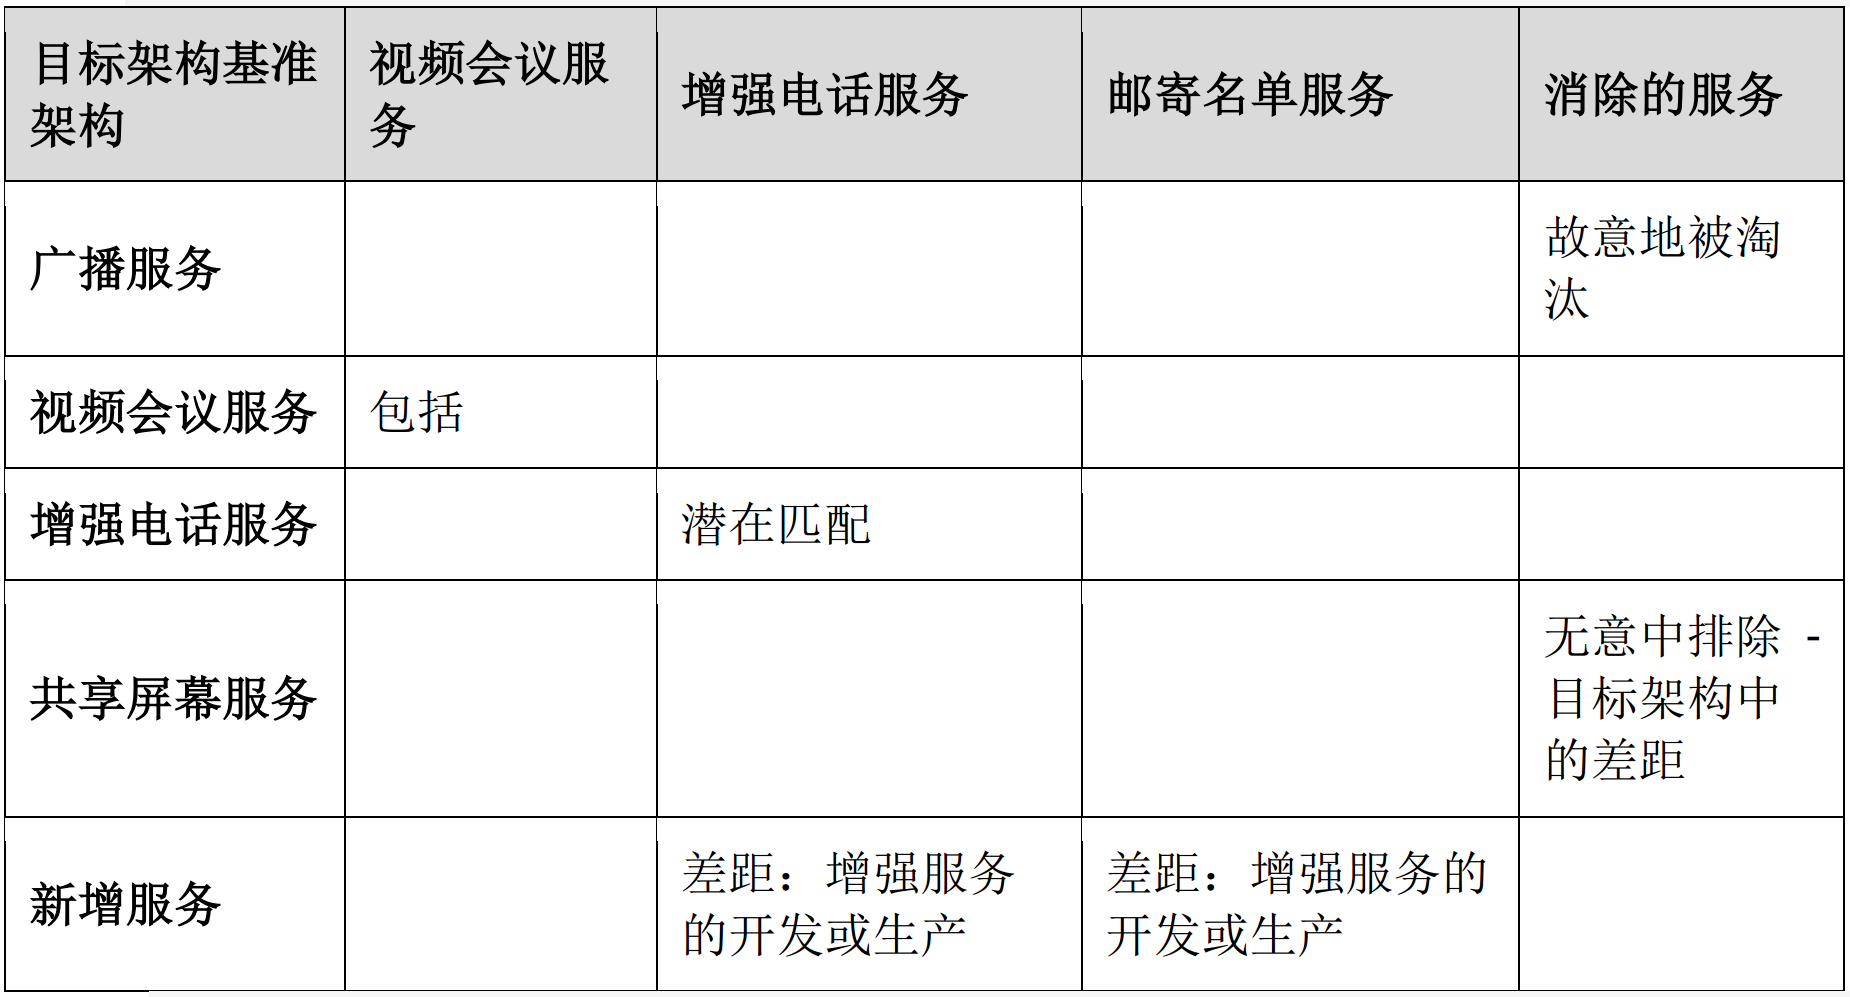 目标架构基准
架构
视频会议服
务
增强电话服务
邮寄名单服务
消除的服务
广播服务
故意地被淘
汰
视频会议服务
包括
增强电话服务
潜在匹配
共享屏幕服务
无意中排除 -
目标架构中
的差距
新增服务
差距：增强服务
的开发或生产
差距：增强服务的
开发或生产